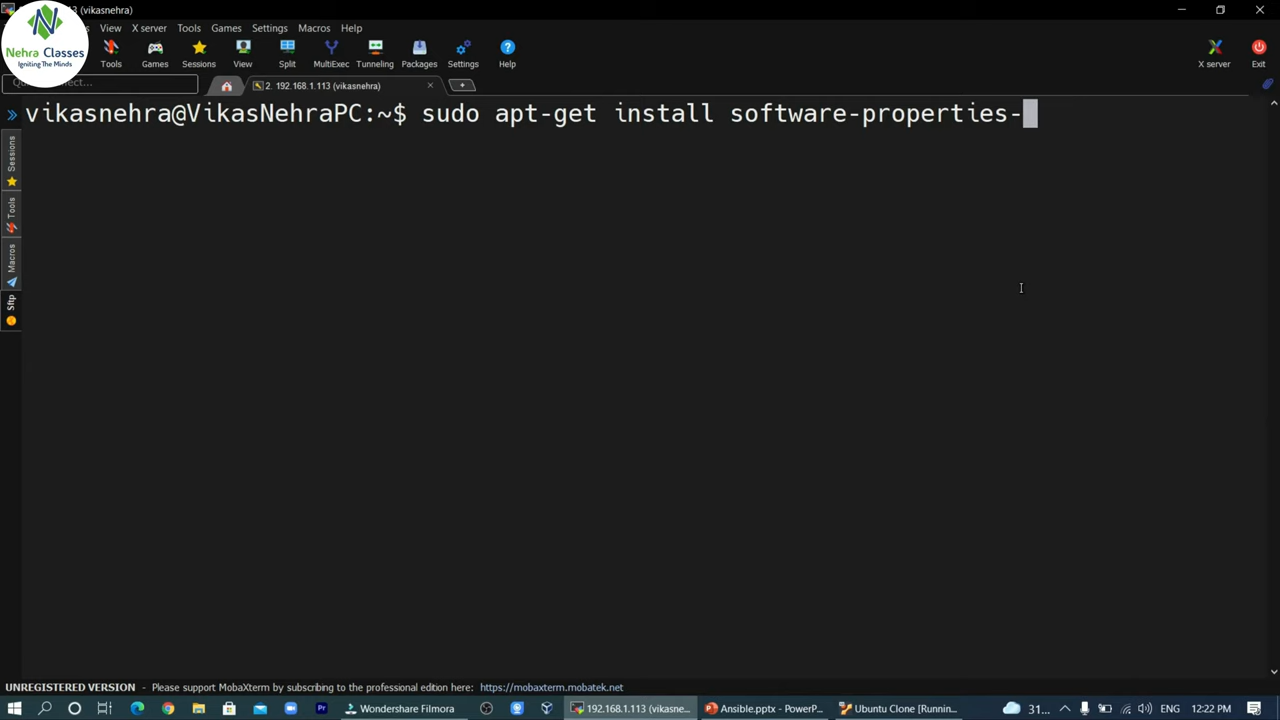 (vikasnehra)
View
X server
Tools
Games
Settings
Macros
Help
Nehra Classes
Igniting The Minds
Tools
Games
Sessions
View
Split
MultiExec
Tunneling
Packages
Settings
Help
X server
Exit
2. 192.168.1.113 (vikasnehra)
vikasnehra@VikasNehraPC:~$ sudo apt-get install software-properties-
Sessions
Tools
Macros
Sftp
UNREGISTERED VERSION - Please support MobaXterm by subscribing to the professional edition here: https://mobaxterm.mobatek.net
Pr
Wondershare Filmora
192.168.1.113 (vikasne...
Ansible.pptx - PowerP...
Ubuntu Clone [Runnin...
31...
ENG
12:22 PM